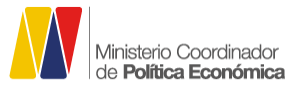 Ministerio Coordinador
de Política Económica